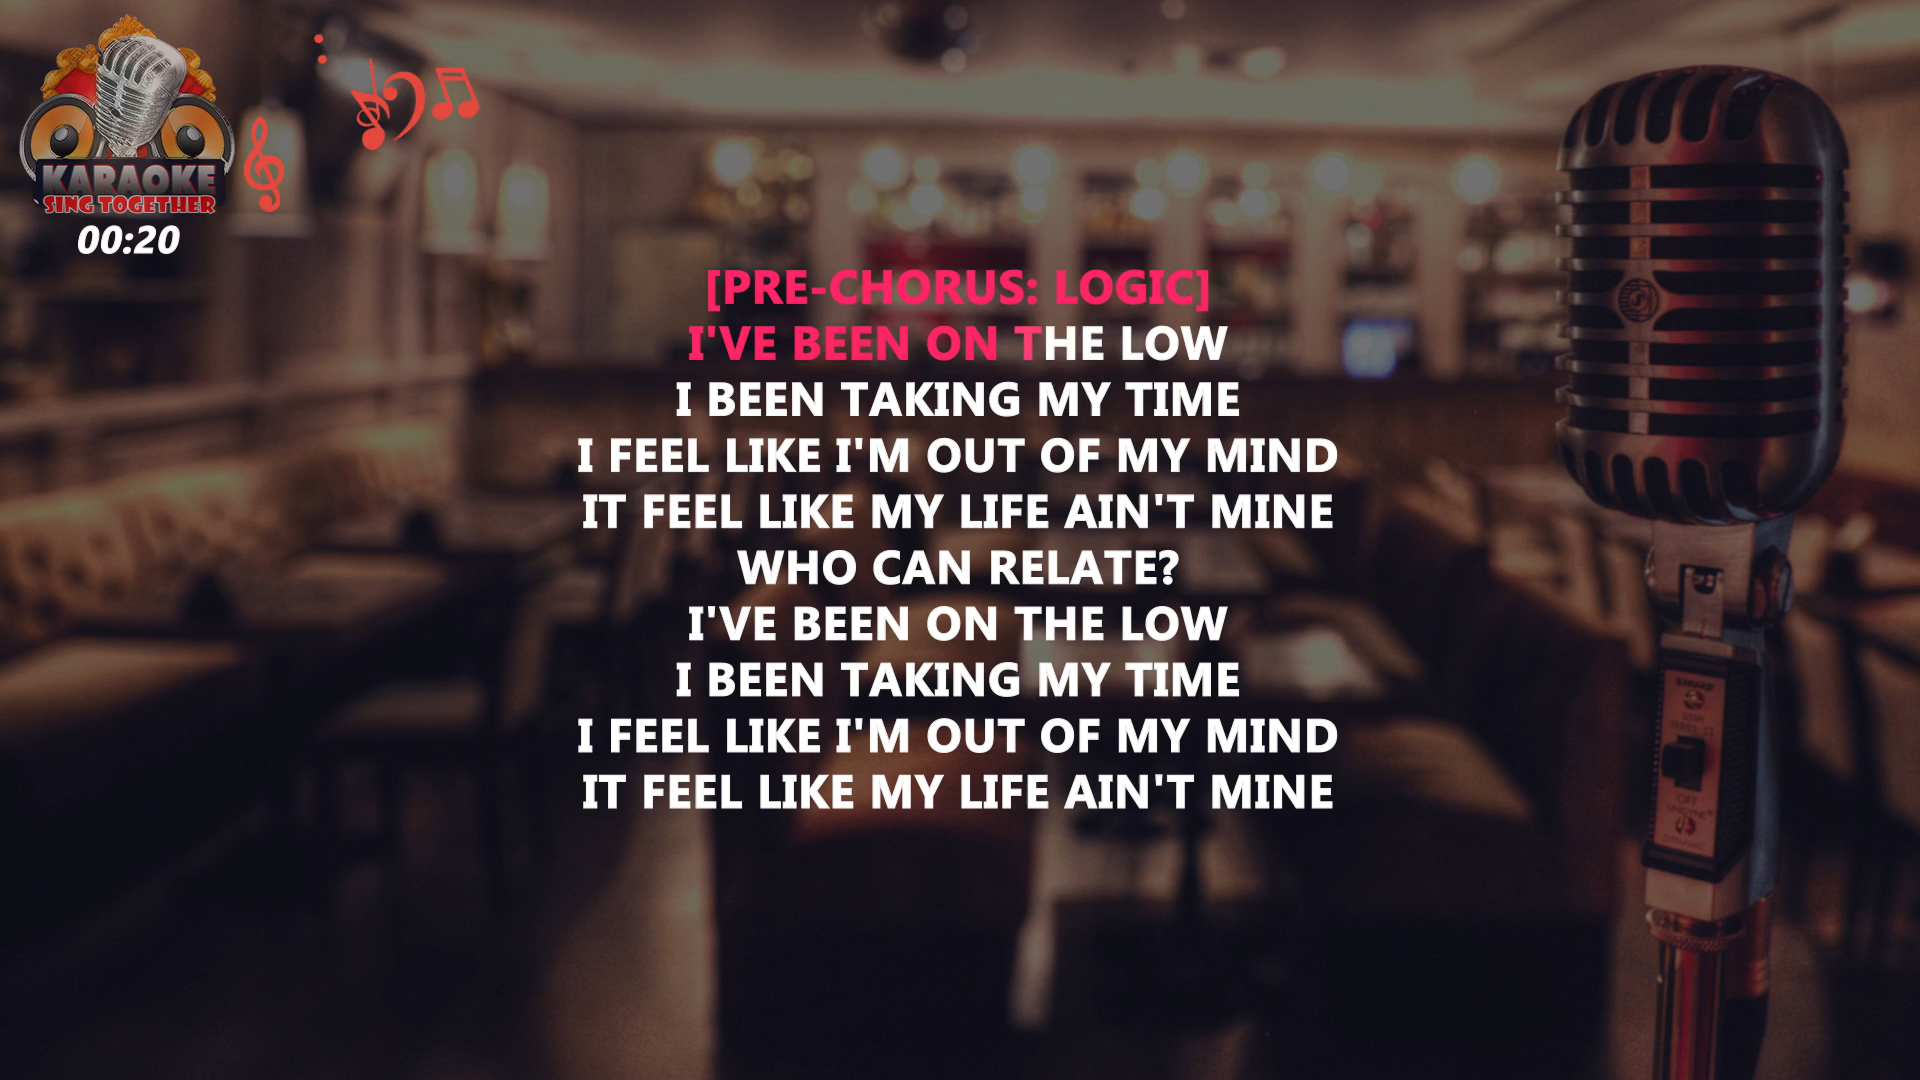 KARAOKE
SING TOGETHER
00:20
[PRE-CHORUS: LOGIC]
I'VE BEEN ON THE LOW
I BEEN TAKING MY TIME
I FEEL LIKE I'M OUT OF MY MIND
IT FEEL LIKE MY LIFE AIN'T MINE
WHO CAN RELATE?
I'VE BEEN ON THE LOW
I BEEN TAKING MY TIME
I FEEL LIKE I'M OUT OF MY MIND
IT FEEL LIKE MY LIFE AIN'T MINE
OFF